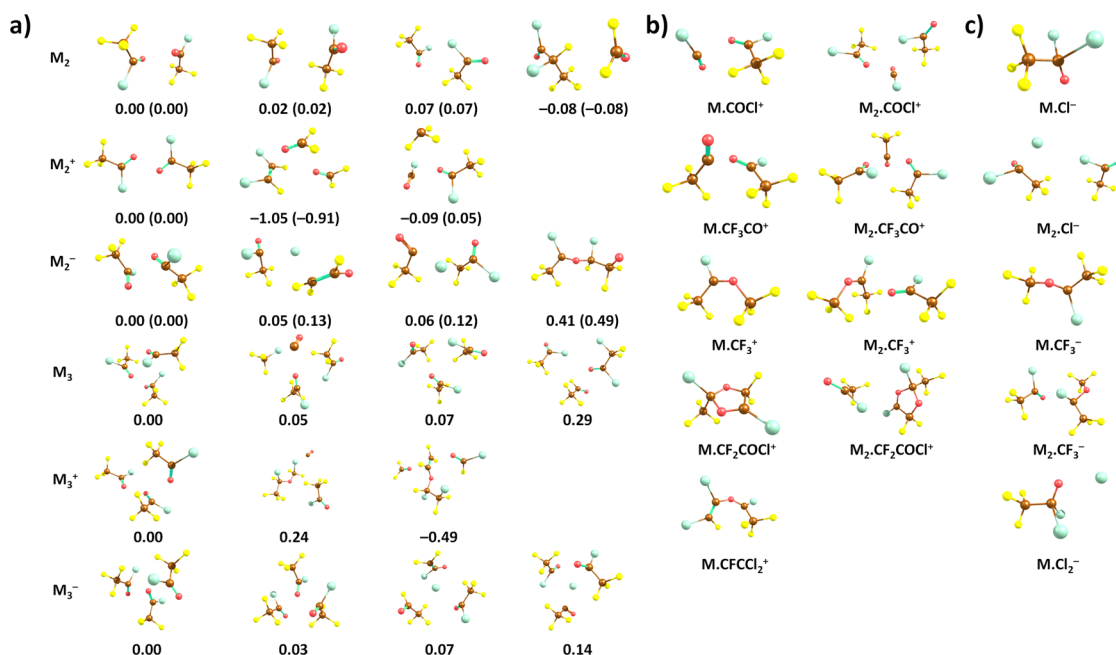 a)
M₂
0.00 (0.00) 0.02 (0.02) 0.07 (0.07) −0.08 (−0.08)
M₂⁺
0.00 (0.00) −1.05 (−0.91) −0.09 (0.05)
M₂⁻
0.00 (0.00) 0.05 (0.13) 0.06 (0.12) 0.41 (0.49)
M₃
0.00 0.05 0.07 0.29
M₃⁺
0.00 0.24 −0.49
M₃⁻
0.00 0.03 0.07 0.14
b)
M.COCl⁺ M₂.COCl⁺
M.CF₃CO⁺ M₂.CF₃CO⁺
M.CF₃⁺ M₂.CF₃⁺
M.CF₂COCl⁺ M₂.CF₂COCl⁺
M.CFCCl₂⁺
c)
M.Cl⁻
M₂.Cl⁻
M.CF₃⁻
M₂.CF₃⁻
M.Cl₂⁻